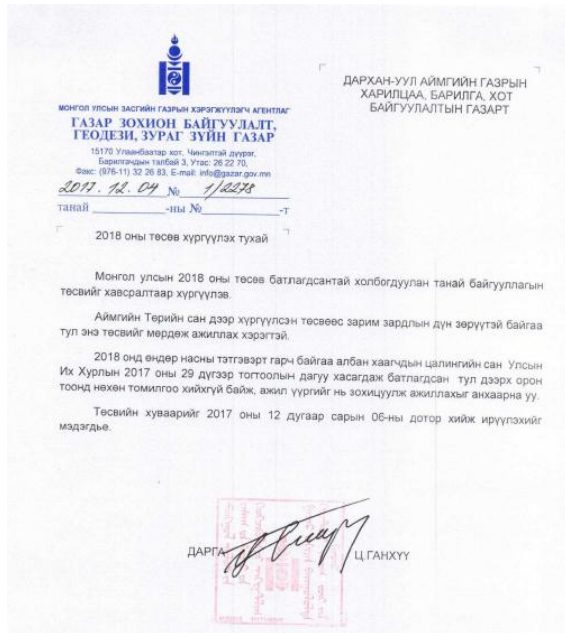 МОНГОЛ УЛСЫН ЗАСГИЙН ГАЗРЫН ХЭРЭГЖҮҮЛЭГЧ АГЕНТЛАГ
ГАЗАР ЗОХИОН БАЙГУУЛАЛТ,
ГЕОДЕЗИ, ЗУРАГ ЗҮЙН ГАЗАР
15170 Улаанбаатар хот, Чингэлтэй дүүрэг,
Барилгачдын талбай 3, Утас: 26 22 70,
Факс: (976-11) 32 26 83, E-mail: info@gazar.gov.mn
2017. 12. 04 № 1/2278
танай ____________-ны № ____________-т
ДАРХАН-УУЛ АЙМГИЙН ГАЗРЫН
ХАРИЛЦАА, БАРИЛГА, ХОТ
БАЙГУУЛАЛТЫН ГАЗАРТ
2018 оны төсөв хүргүүлэх тухай
Монгол улсын 2018 оны төсөв батлагдсантай холбогдуулан танай байгууллагын
төсвийг хавсралтаар хүргүүлэв.
Аймгийн Төрийн сан дээр хүргүүлсэн төсвөөс зарим зардлын дүн зөрүүтэй байгаа
тул энэ төсвийг мөрдөж ажиллах хэрэгтэй.
2018 онд өндөр насны тэтгэвэрт гарч байгаа албан хаагчдын цалингийн сан Улсын
Их Хурлын 2017 оны 29 дүгээр тогтоолын дагуу хасагдаж батлагдсан тул дээрх орон
тоонд нөхөн томилгоо хийхгүй байж, ажил үүргийг нь зохицуулж ажиллахыг анхаарна уу.
Төсвийн хуваарийг 2017 оны 12 дугаар сарын 06-ны дотор хийж ирүүлэхийг
мэдэгдье.
ДАРГА Ц.ГАНХҮҮ